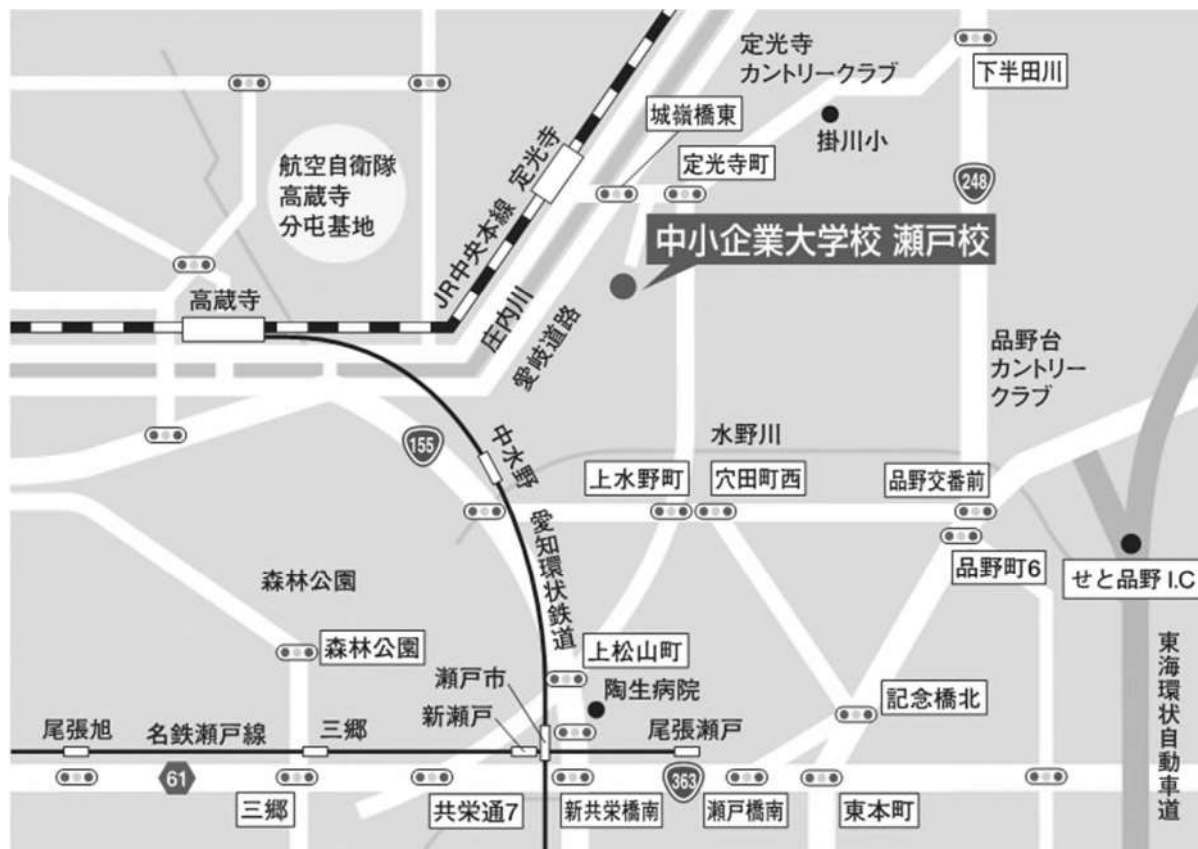 定光寺
カントリークラブ
下半田川
城嶺橋東
掛川小
定光寺町
航空自衛隊
高蔵寺
分屯基地
定光寺
JR中央本線
248
中小企業大学校 瀬戸校
高蔵寺
庄内川
愛岐道路
品野台
カントリー
クラブ
155
中水野
水野川
上水野町
穴田町西
品野交番前
愛知環状鉄道
品野町6
せと品野 I.C
森林公園
森林公園
上松山町
東海環状自動車道
瀬戸市
陶生病院
記念橋北
新瀬戸
尾張旭
名鉄瀬戸線
三郷
尾張瀬戸
61
363
三郷
共栄通7
新共栄橋南
瀬戸橋南
東本町